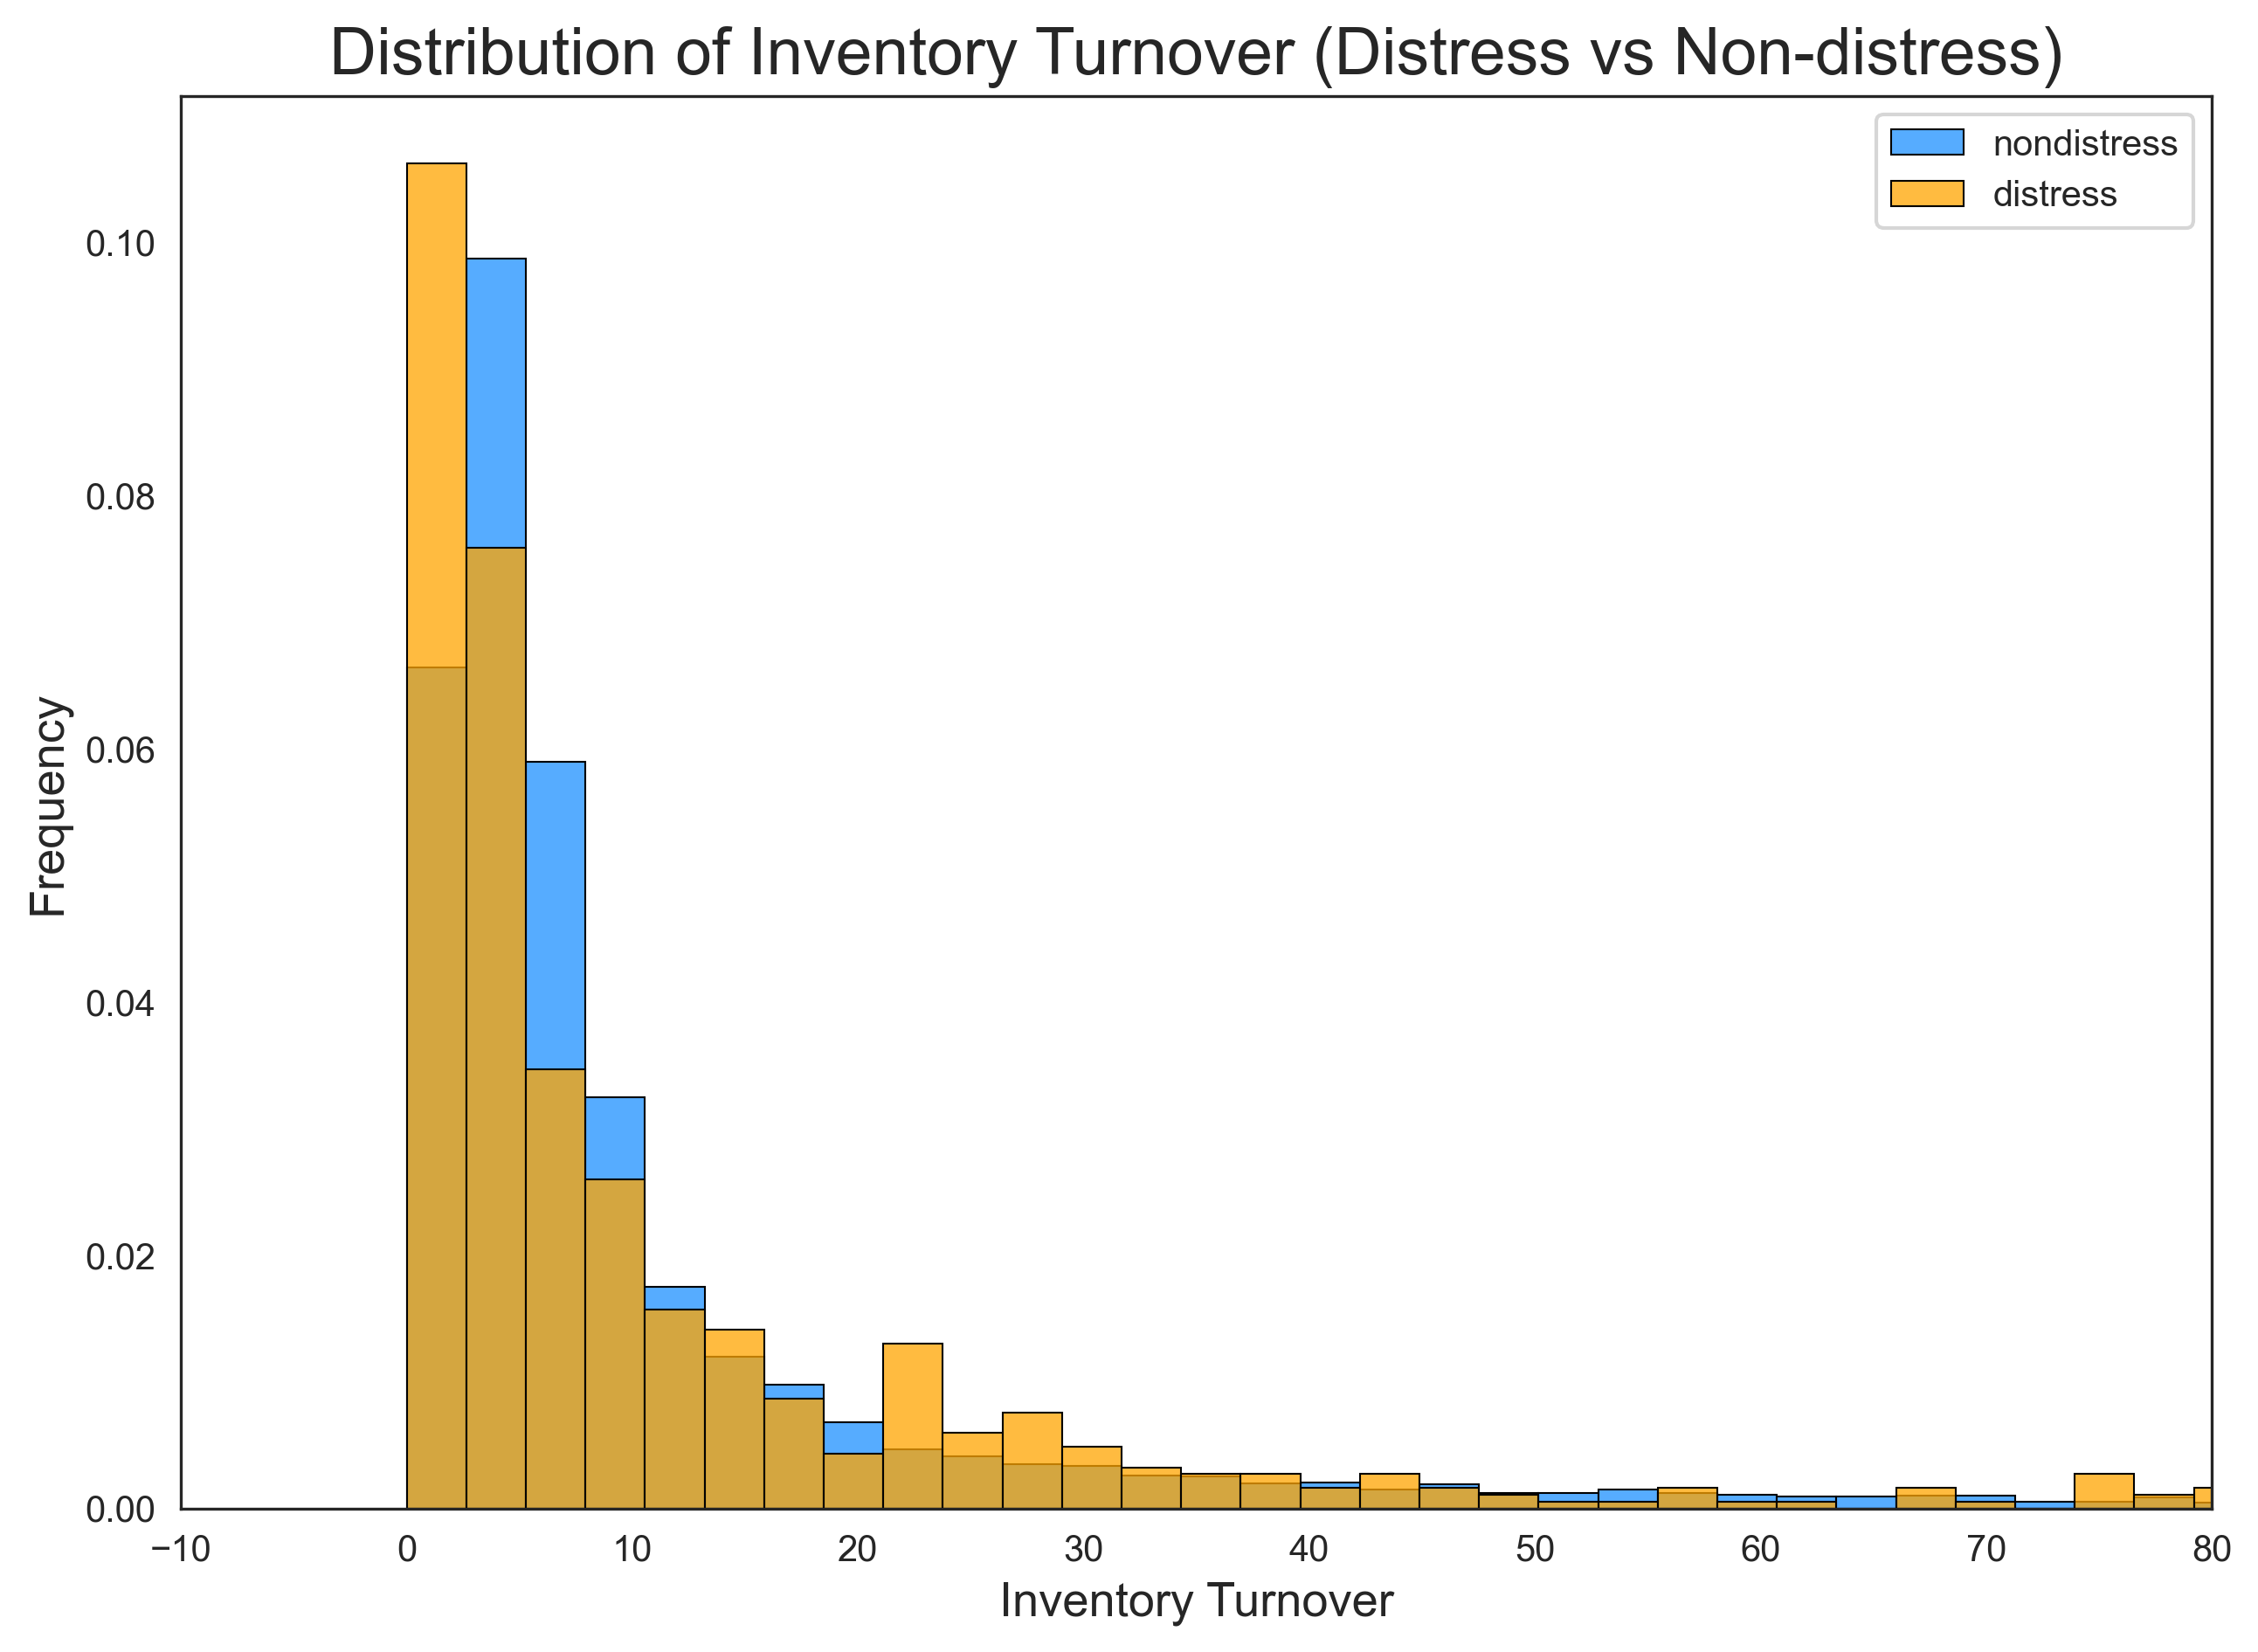 Distribution of Inventory Turnover (Distress vs Non-distress)
nondistress
distress
Frequency
0.10
0.08
0.06
0.04
0.02
0.00
−10 0 10 20 30 40 50 60 70 80
Inventory Turnover